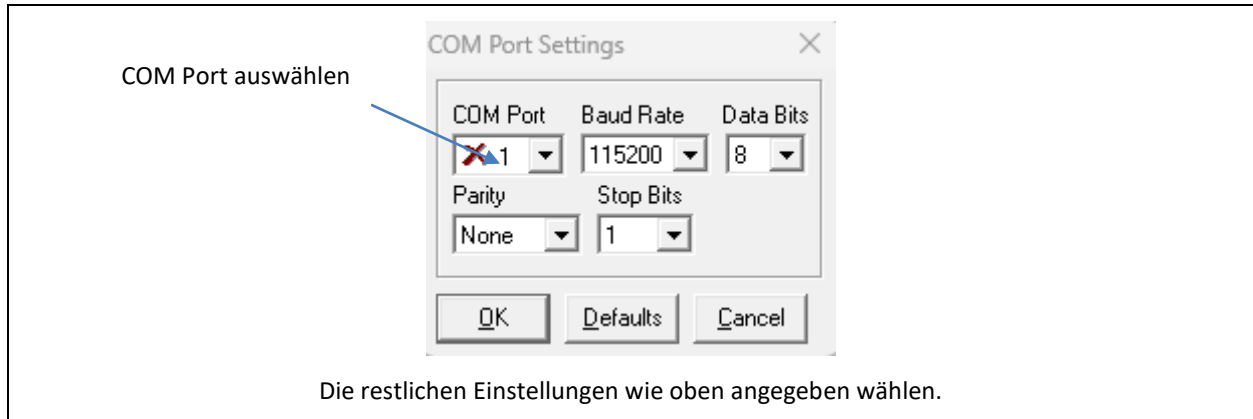 COM Port Settings
COM Port auswählen
COM Port Baud Rate Data Bits
1 115200 8
Parity Stop Bits
None 1
OK Defaults Cancel
Die restlichen Einstellungen wie oben angegeben wählen.